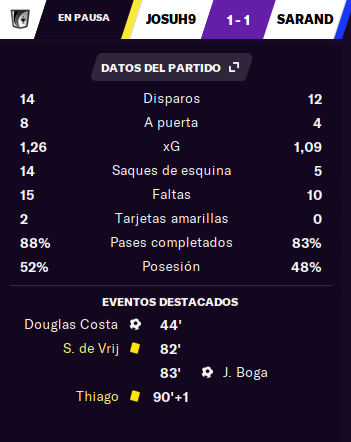 EN PAUSA JOSUH9 1 - 1 SARAND
DATOS DEL PARTIDO
14 Disparos 12
8 A puerta 4
1,26 xG 1,09
14 Saques de esquina 5
15 Faltas 10
2 Tarjetas amarillas 0
88% Pases completados 83%
52% Posesión 48%
EVENTOS DESTACADOS
Douglas Costa 44'
S. de Vrij 82'
83' J. Boga
Thiago 90'+1